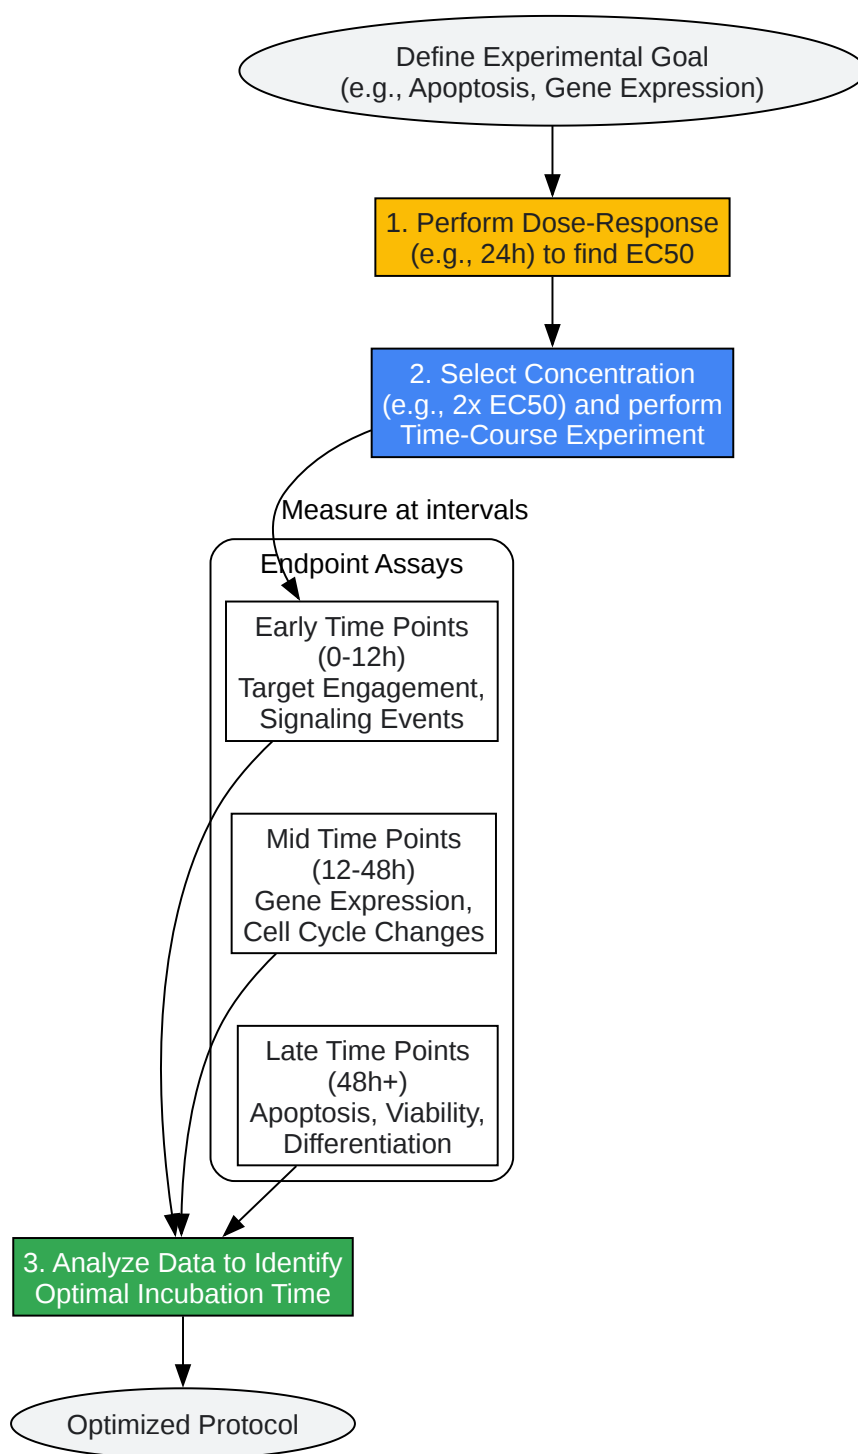 Define Experimental Goal
(e.g., Apoptosis, Gene Expression)
1. Perform Dose-Response
(e.g., 24h) to find EC50
2. Select Concentration
(e.g., 2x EC50) and perform
Time-Course Experiment
Measure at intervals
Endpoint Assays
Early Time Points
(0-12h)
Target Engagement,
Signaling Events
Mid Time Points
(12-48h)
Gene Expression,
Cell Cycle Changes
Late Time Points
(48h+)
Apoptosis, Viability,
Differentiation
3. Analyze Data to Identify
Optimal Incubation Time
Optimized Protocol